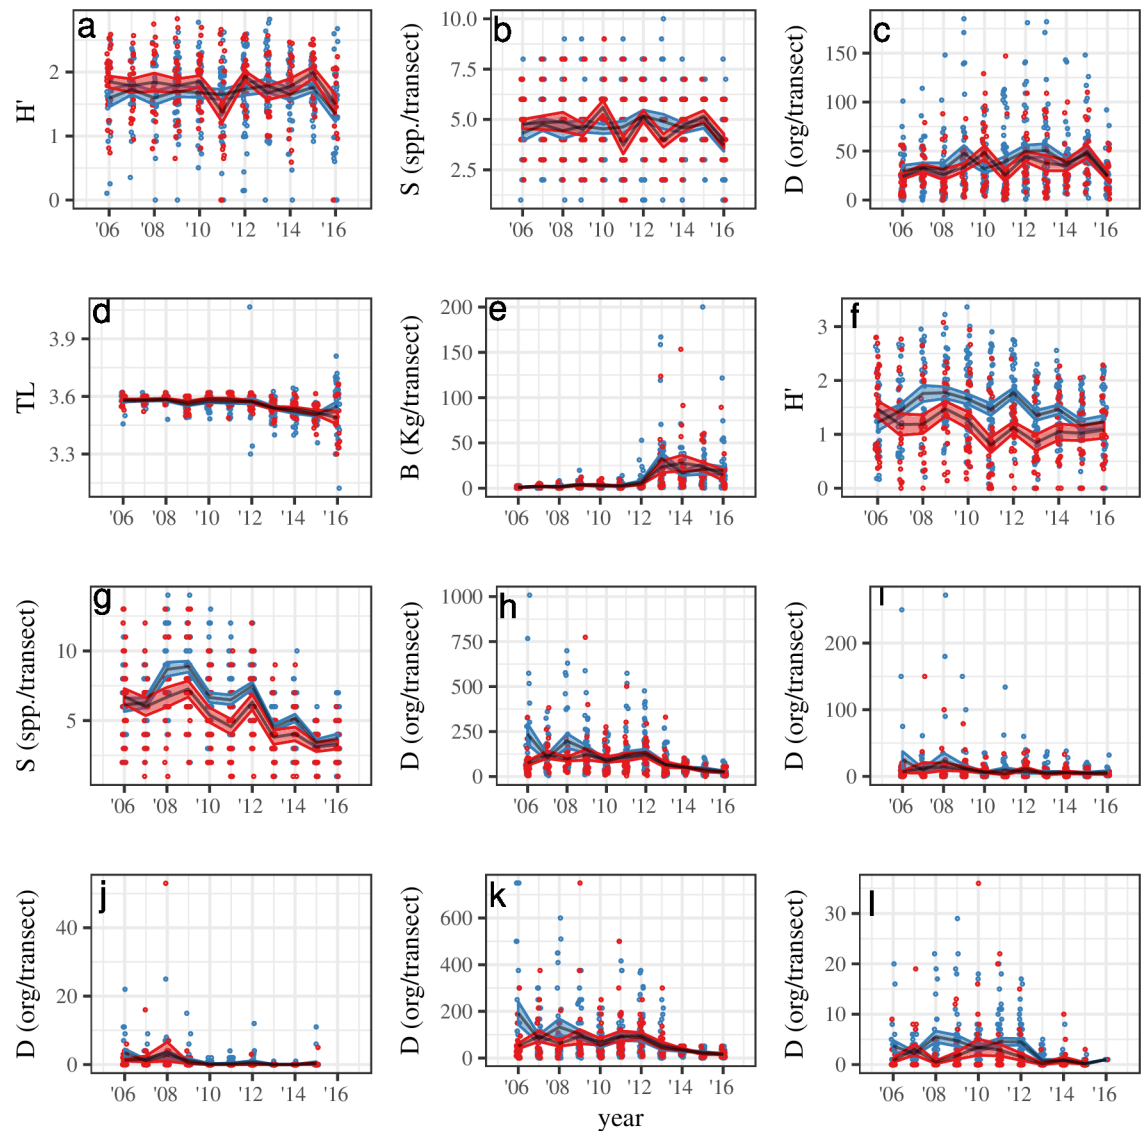 a
H'
2
1
0
'06 '08 '10 '12 '14 '16
b
S (spp./transect)
10.0
7.5
5.0
2.5
'06 '08 '10 '12 '14 '16
c
D (org/transect)
150
100
50
0
'06 '08 '10 '12 '14 '16
d
TL
3.9
3.6
3.3
'06 '08 '10 '12 '14 '16
e
B (Kg/transect)
200
150
100
50
0
'06 '08 '10 '12 '14 '16
f
H'
3
2
1
0
'06 '08 '10 '12 '14 '16
g
S (spp./transect)
10
5
'06 '08 '10 '12 '14 '16
h
D (org/transect)
1000
750
500
250
0
'06 '08 '10 '12 '14 '16
i
D (org/transect)
200
100
0
'06 '08 '10 '12 '14 '16
j
D (org/transect)
40
20
0
'06 '08 '10 '12 '14 '16
k
D (org/transect)
600
400
200
0
'06 '08 '10 '12 '14 '16
l
D (org/transect)
30
20
10
0
'06 '08 '10 '12 '14 '16
year